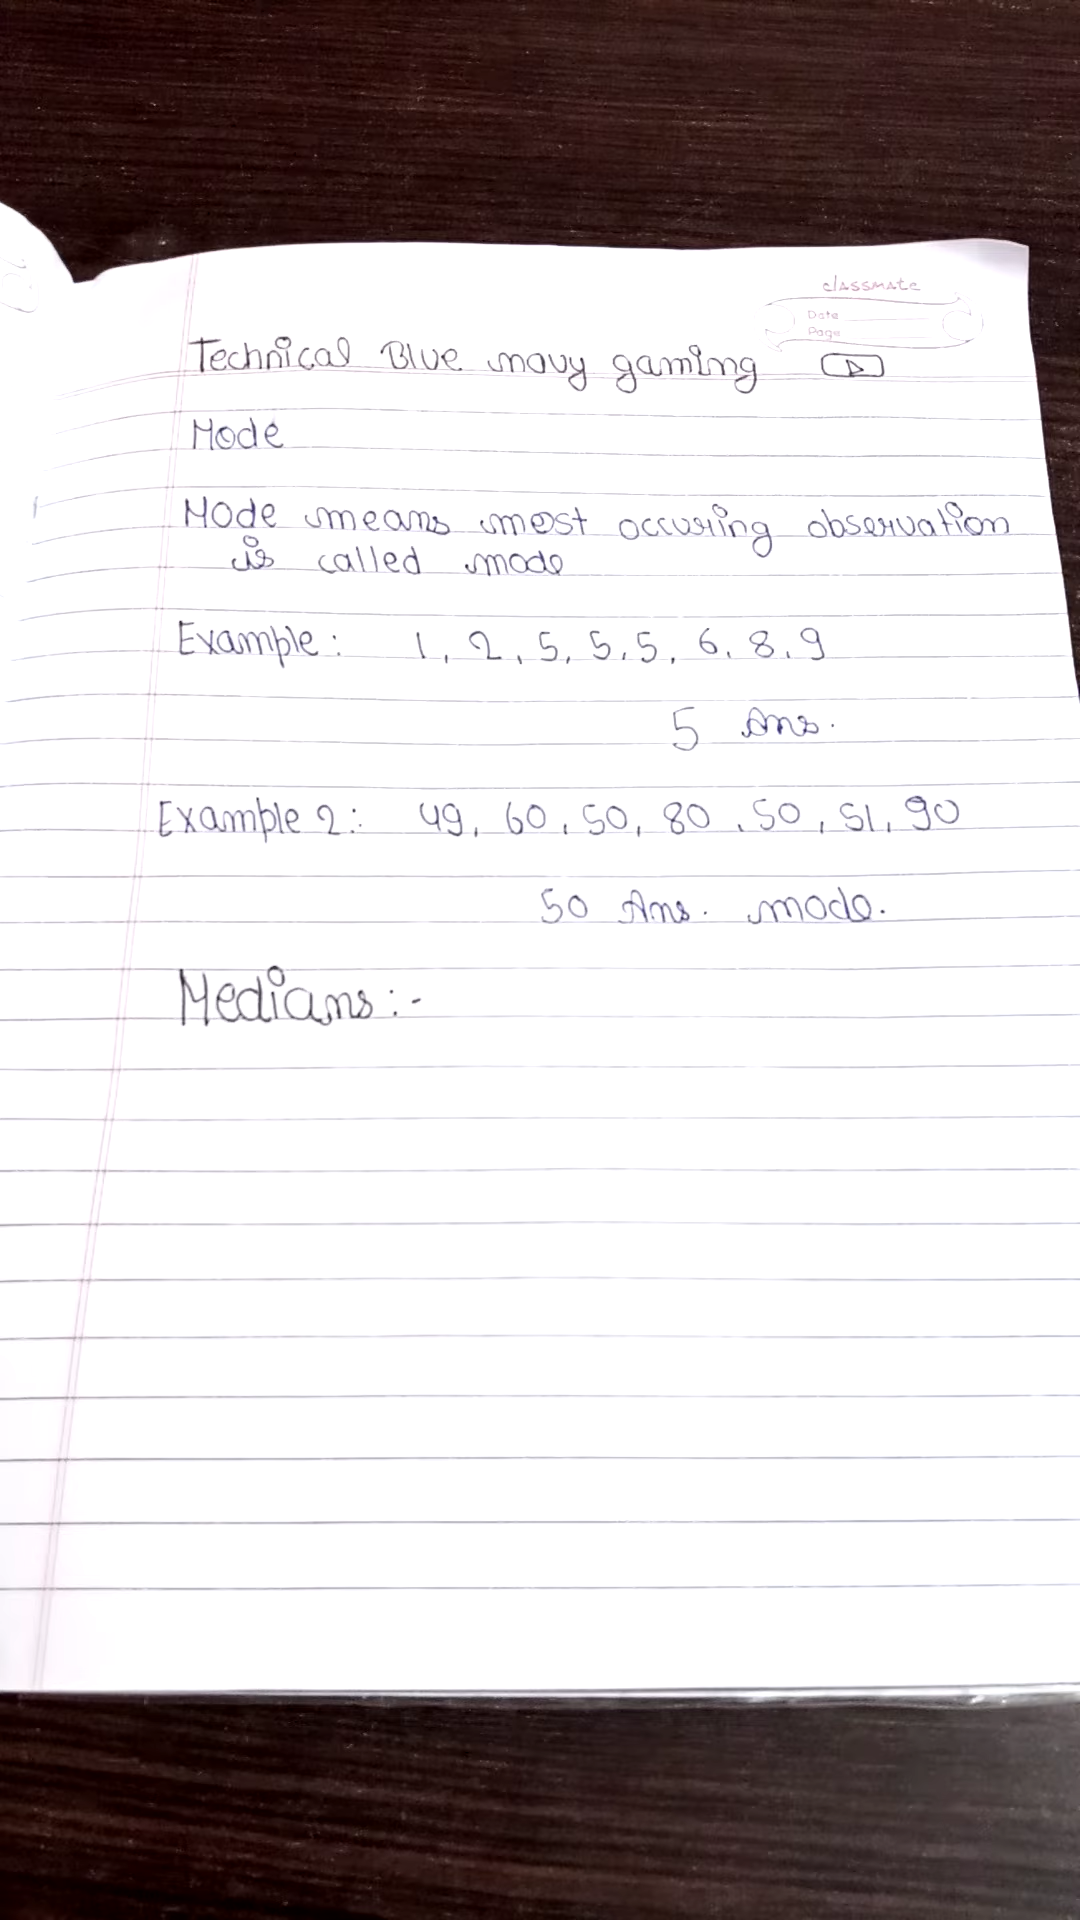 classmate
Date
Page
Technical Blue navy gaming
Mode
Mode means most occuring observation
is called mode
Example : 1, 2, 5, 5, 5, 6, 8, 9
5 Ans.
Example 2 : 49, 60, 50, 80, 50, 51, 90
50 Ans. mode.
Medians :-